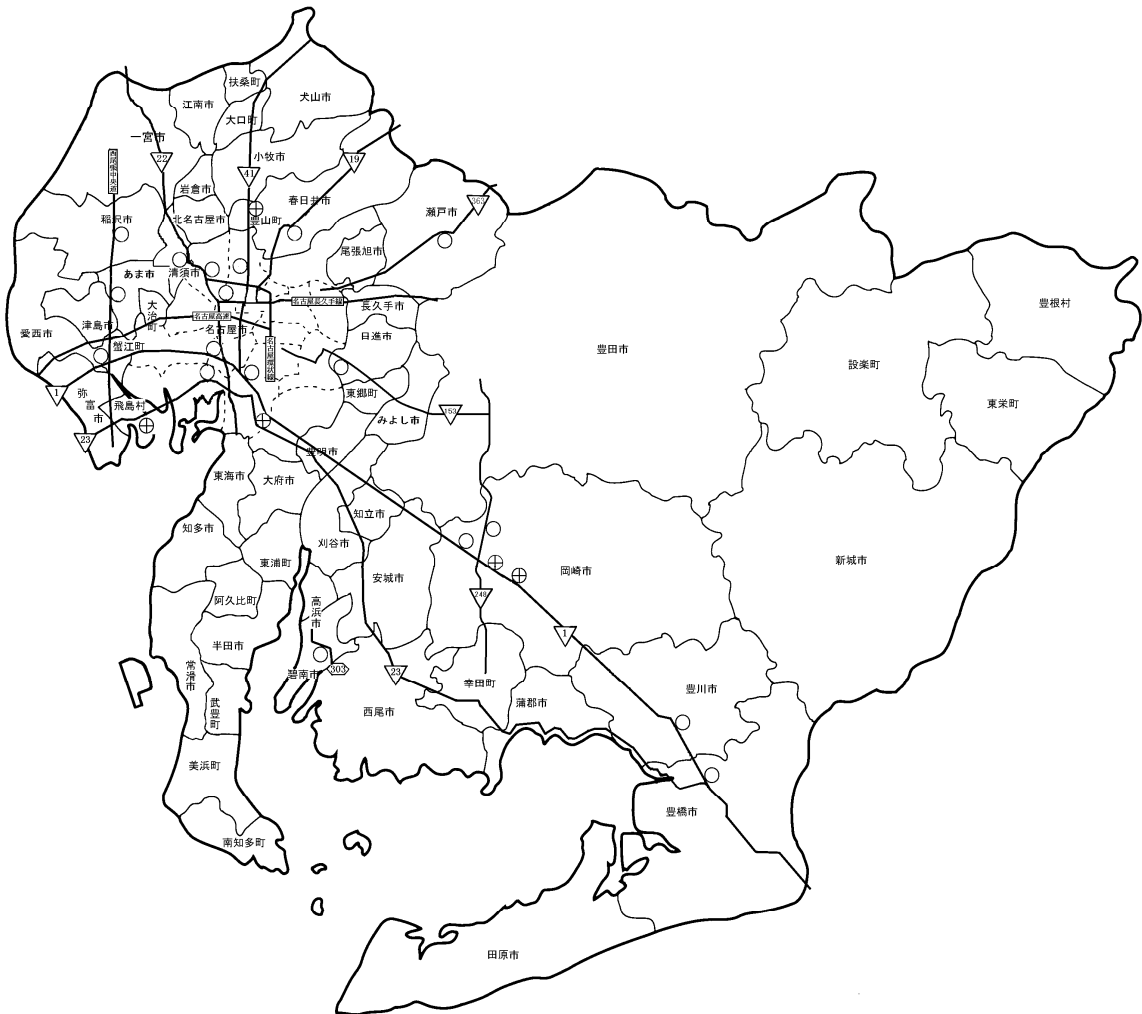 扶桑町
犬山市
江南市
大口町
一宮市
22
西尾張中央道
小牧市
19
41
岩倉市
春日井市
363
稲沢市
北名古屋市
豊山町
瀬戸市
尾張旭市
あま市
清須市
名古屋長久手線
長久手市
豊根村
大治町
津島市
愛西市
名古屋高速
名古屋市
名古屋環状線
日進市
蟹江町
豊田市
設楽町
1
弥富市
飛島村
東郷町
みよし市
153
東栄町
23
豊明市
東海市
大府市
知多市
知立市
刈谷市
東浦町
安城市
岡崎市
新城市
阿久比町
高浜市
248
1
半田市
常滑市
碧南市
303
23
幸田町
豊川市
武豊町
西尾市
蒲郡市
美浜町
豊橋市
南知多町
田原市